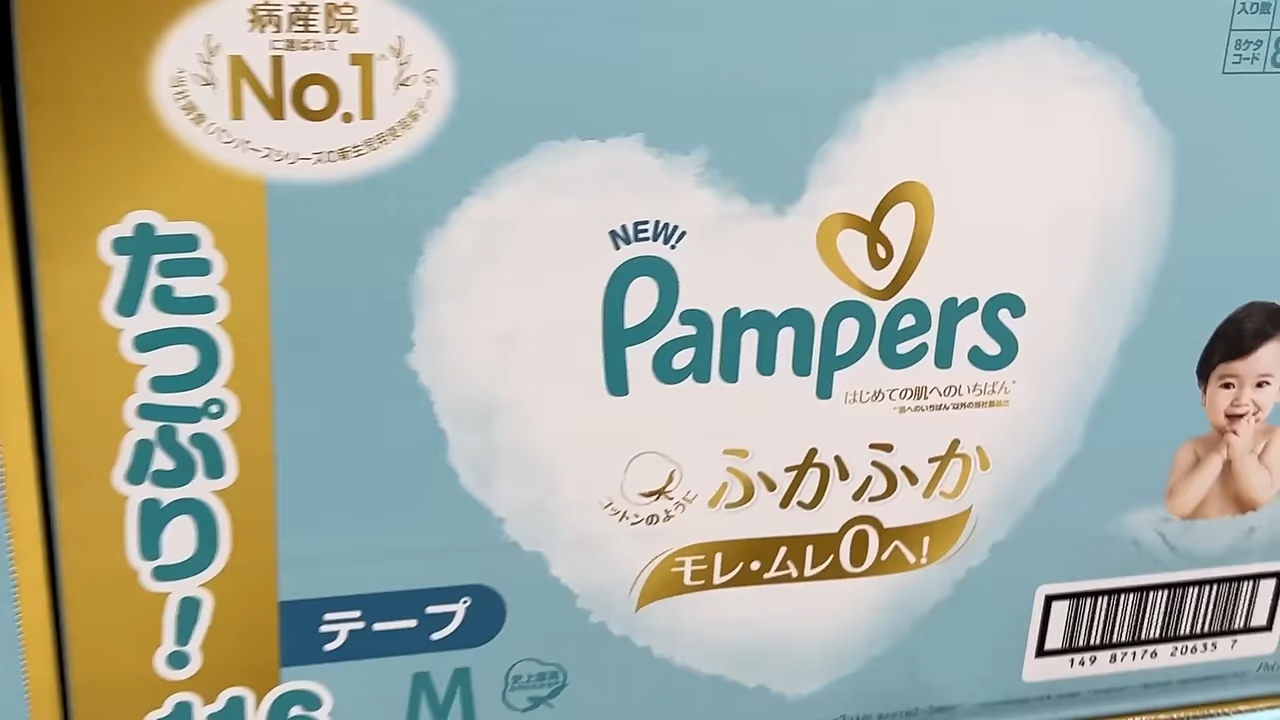 病産院
に選ばれて
No.1
たっぷり!
116
NEW!
Pampers
はじめての肌へのいちばん
コットンのように
ふかふか
モレ・ムレ0へ!
テープ
M
入り数
8ケタ
コード
149 87176 20635 7